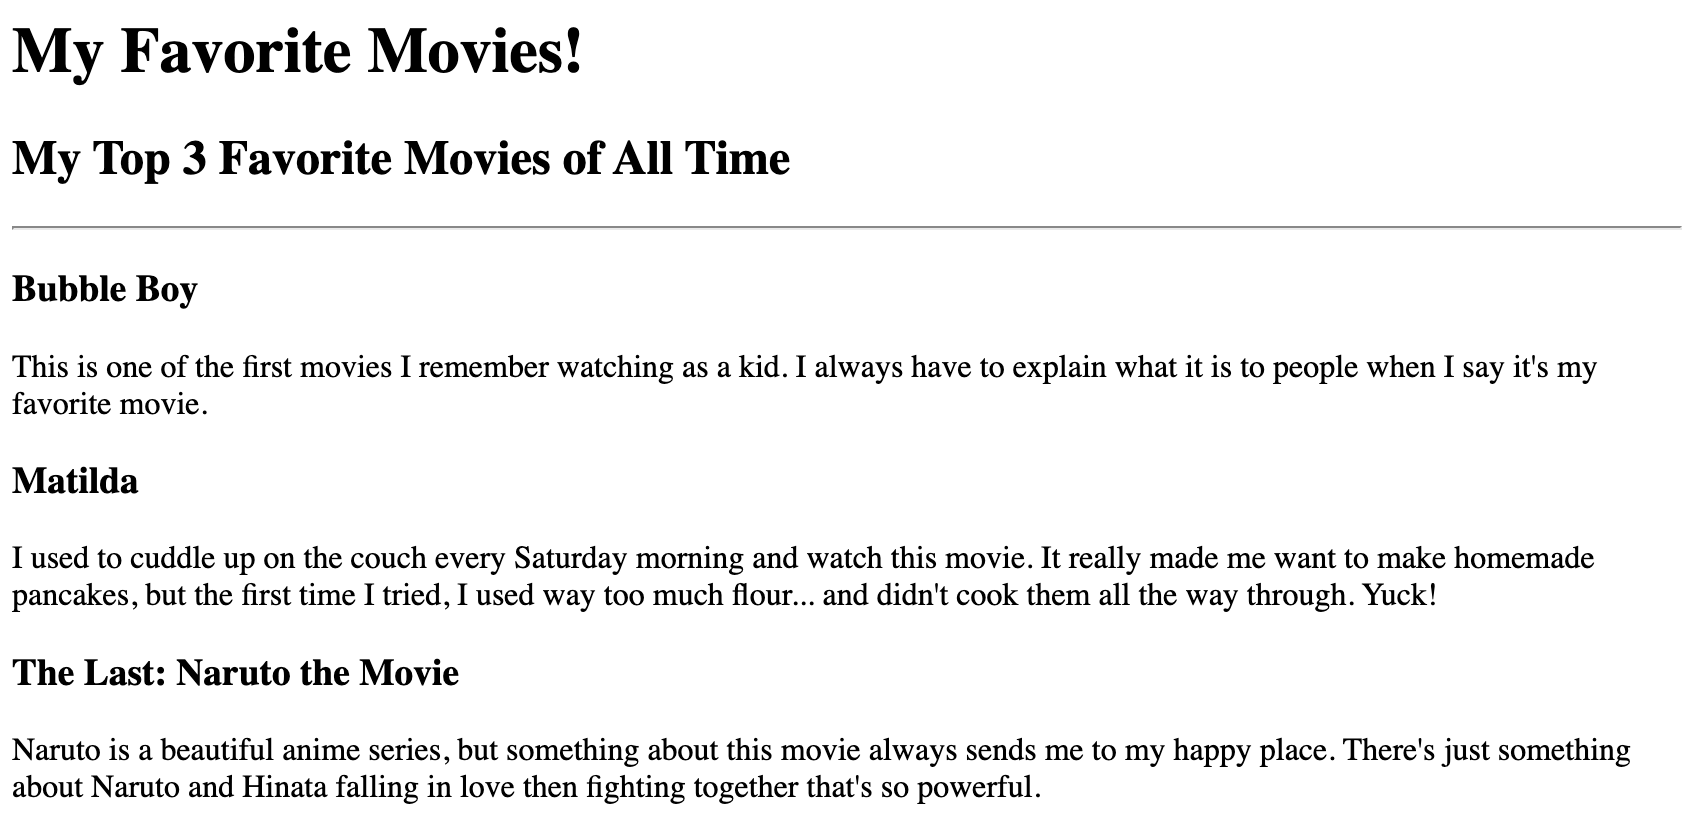 My Favorite Movies!
My Top 3 Favorite Movies of All Time
Bubble Boy
This is one of the first movies I remember watching as a kid. I always have to explain what it is to people when I say it's my
favorite movie.
Matilda
I used to cuddle up on the couch every Saturday morning and watch this movie. It really made me want to make homemade
pancakes, but the first time I tried, I used way too much flour... and didn't cook them all the way through. Yuck!
The Last: Naruto the Movie
Naruto is a beautiful anime series, but something about this movie always sends me to my happy place. There's just something
about Naruto and Hinata falling in love then fighting together that's so powerful.